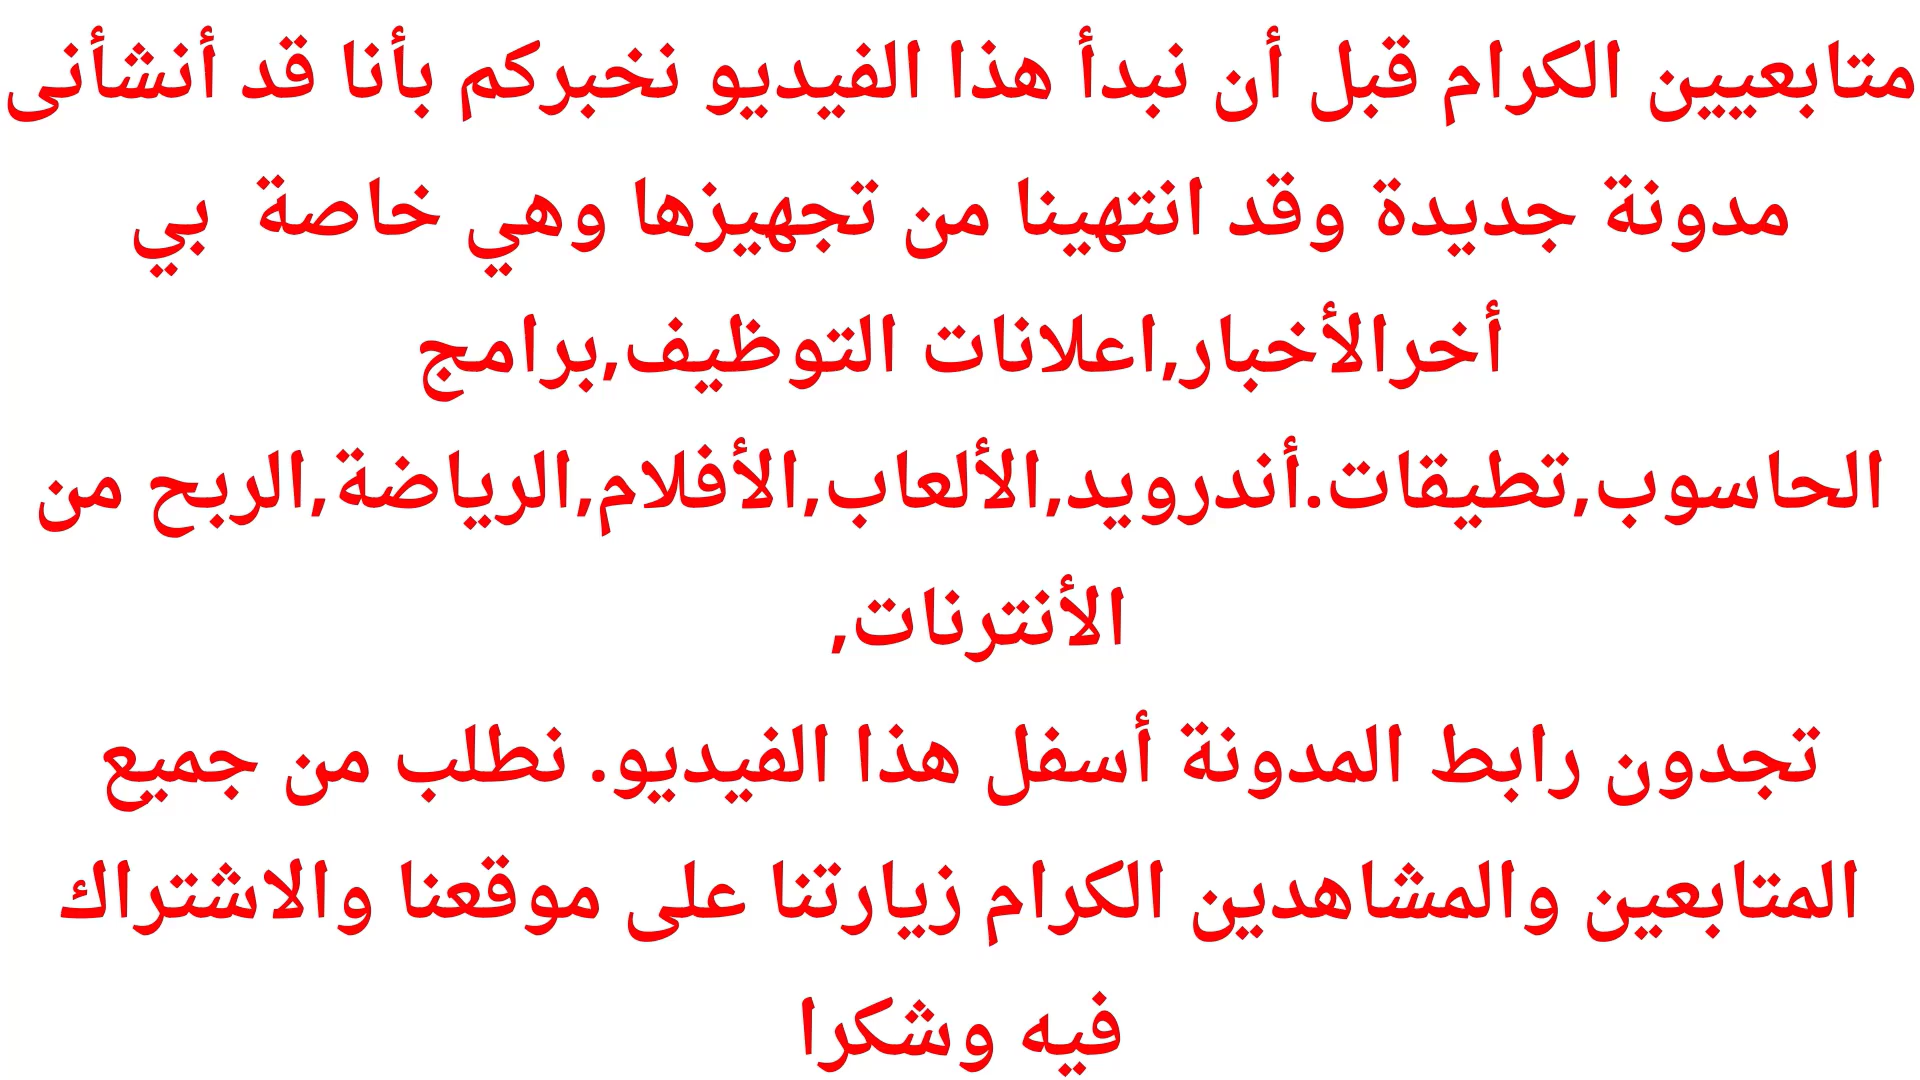 متابعيين الكرام قبل أن نبدأ هذا الفيديو نخبركم بأنا قد أنشأنى
مدونة جديدة وقد انتهينا من تجهيزها وهي خاصة  بي
أخرالأخبار,اعلانات التوظيف,برامج
الحاسوب,تطيقات.أندرويد,الألعاب,الأفلام,الرياضة,الربح من
الأنترنات,
تجدون رابط المدونة أسفل هذا الفيديو. نطلب من جميع
المتابعين والمشاهدين الكرام زيارتنا على موقعنا والاشتراك
فيه وشكرا